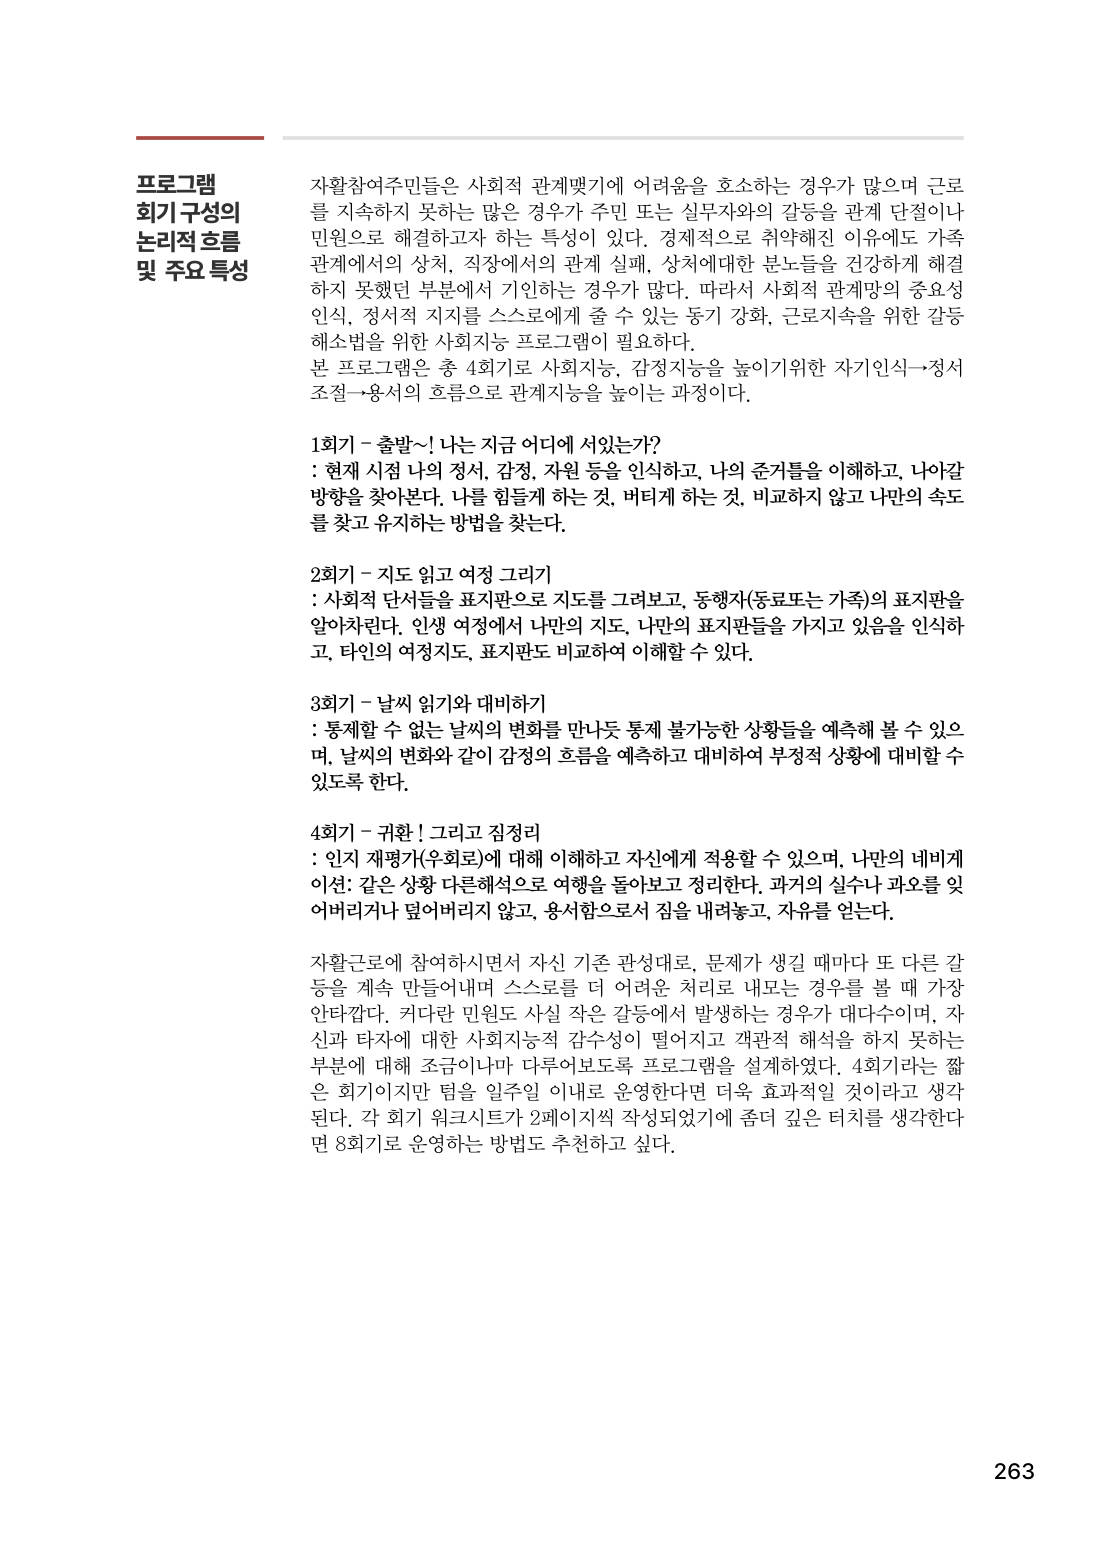 프로그램
회기 구성의
논리적 흐름
및 주요 특성
자활참여주민들은 사회적 관계맺기에 어려움을 호소하는 경우가 많으며 근로
를 지속하지 못하는 많은 경우가 주민 또는 실무자와의 갈등을 관계 단절이나
민원으로 해결하고자 하는 특성이 있다. 경제적으로 취약해진 이유에도 가족
관계에서의 상처, 직장에서의 관계 실패, 상처에대한 분노들을 건강하게 해결
하지 못했던 부분에서 기인하는 경우가 많다. 따라서 사회적 관계망의 중요성
인식, 정서적 지지를 스스로에게 줄 수 있는 동기 강화, 근로지속을 위한 갈등
해소법을 위한 사회지능 프로그램이 필요하다.
본 프로그램은 총 4회기로 사회지능, 감정지능을 높이기위한 자기인식→정서
조절→용서의 흐름으로 관계지능을 높이는 과정이다.
1회기 - 출발~! 나는 지금 어디에 서있는가?
: 현재 시점 나의 정서, 감정, 자원 등을 인식하고, 나의 준거틀을 이해하고, 나아갈
방향을 찾아본다. 나를 힘들게 하는 것, 버티게 하는 것, 비교하지 않고 나만의 속도
를 찾고 유지하는 방법을 찾는다.
2회기 - 지도 읽고 여정 그리기
: 사회적 단서들을 표지판으로 지도를 그려보고, 동행자(동료또는 가족)의 표지판을
알아차린다. 인생 여정에서 나만의 지도, 나만의 표지판들을 가지고 있음을 인식하
고, 타인의 여정지도, 표지판도 비교하여 이해할 수 있다.
3회기 - 날씨 읽기와 대비하기
: 통제할 수 없는 날씨의 변화를 만나듯 통제 불가능한 상황들을 예측해 볼 수 있으
며, 날씨의 변화와 같이 감정의 흐름을 예측하고 대비하여 부정적 상황에 대비할 수
있도록 한다.
4회기 - 귀환 ! 그리고 짐정리
: 인지 재평가(우회로)에 대해 이해하고 자신에게 적용할 수 있으며, 나만의 네비게
이션: 같은 상황 다른해석으로 여행을 돌아보고 정리한다. 과거의 실수나 과오를 잊
어버리거나 덮어버리지 않고, 용서함으로서 짐을 내려놓고, 자유를 얻는다.
자활근로에 참여하시면서 자신 기존 관성대로, 문제가 생길 때마다 또 다른 갈
등을 계속 만들어내며 스스로를 더 어려운 처리로 내모는 경우를 볼 때 가장
안타깝다. 커다란 민원도 사실 작은 갈등에서 발생하는 경우가 대다수이며, 자
신과 타자에 대한 사회지능적 감수성이 떨어지고 객관적 해석을 하지 못하는
부분에 대해 조금이나마 다루어보도록 프로그램을 설계하였다. 4회기라는 짧
은 회기이지만 텀을 일주일 이내로 운영한다면 더욱 효과적일 것이라고 생각
된다. 각 회기 워크시트가 2페이지씩 작성되었기에 좀더 깊은 터치를 생각한다
면 8회기로 운영하는 방법도 추천하고 싶다.
263